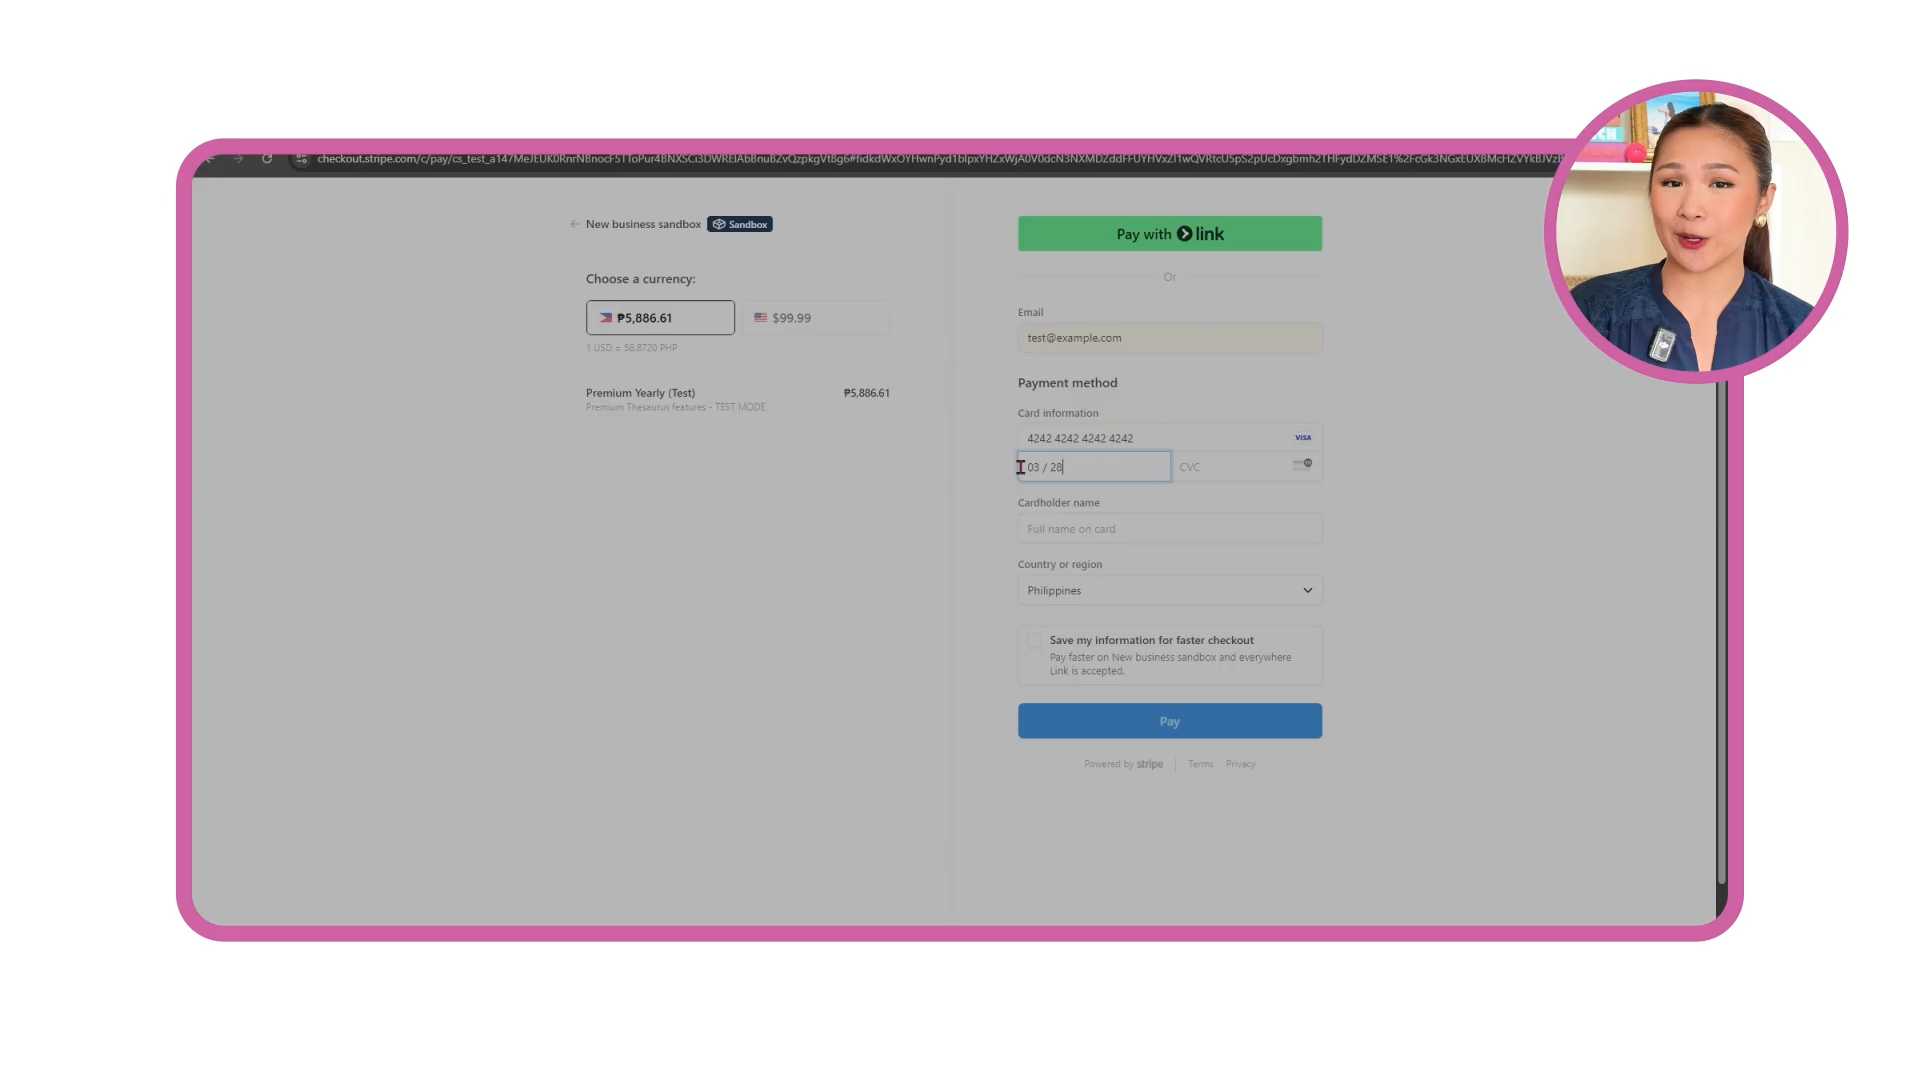 New business sandbox Sandbox
Choose a currency:
₱5,886.61 $99.99
1 USD = 58.8720 PHP
Premium Yearly (Test) ₱5,886.61
Premium Thesaurus features - TEST MODE
Pay with link
Or
Email
test@example.com
Payment method
Card information
4242 4242 4242 4242 VISA
03 / 28 CVC
Cardholder name
Full name on card
Country or region
Philippines
Save my information for faster checkout
Pay faster on New business sandbox and everywhere
Link is accepted.
Pay
Powered by stripe Terms Privacy